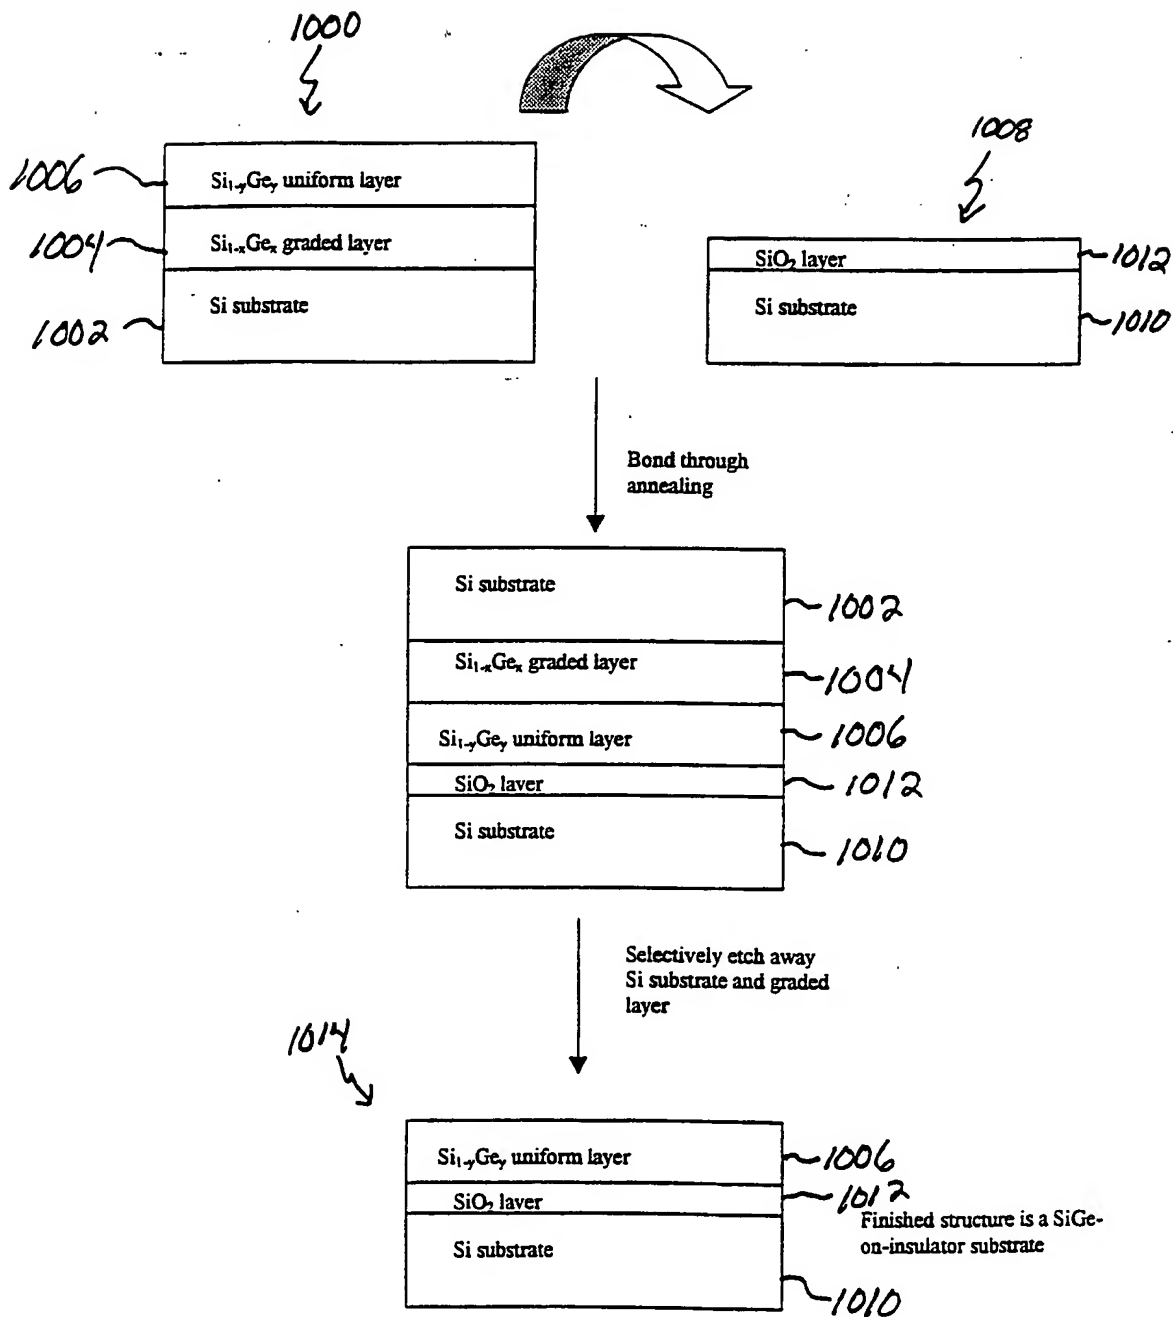 1000
1008
1006
Si1-yGey uniform layer
1004
Si1-xGex graded layer
Si substrate
1002
SiO2 layer
1012
Si substrate
1010
Bond through
annealing
Si substrate
1002
Si1-xGex graded layer
1004
Si1-yGey uniform layer
1006
SiO2 layer
1012
Si substrate
1010
Selectively etch away
Si substrate and graded
layer
1014
Si1-yGey uniform layer
1006
SiO2 layer
1012
Finished structure is a SiGe-
on-insulator substrate
Si substrate
1010